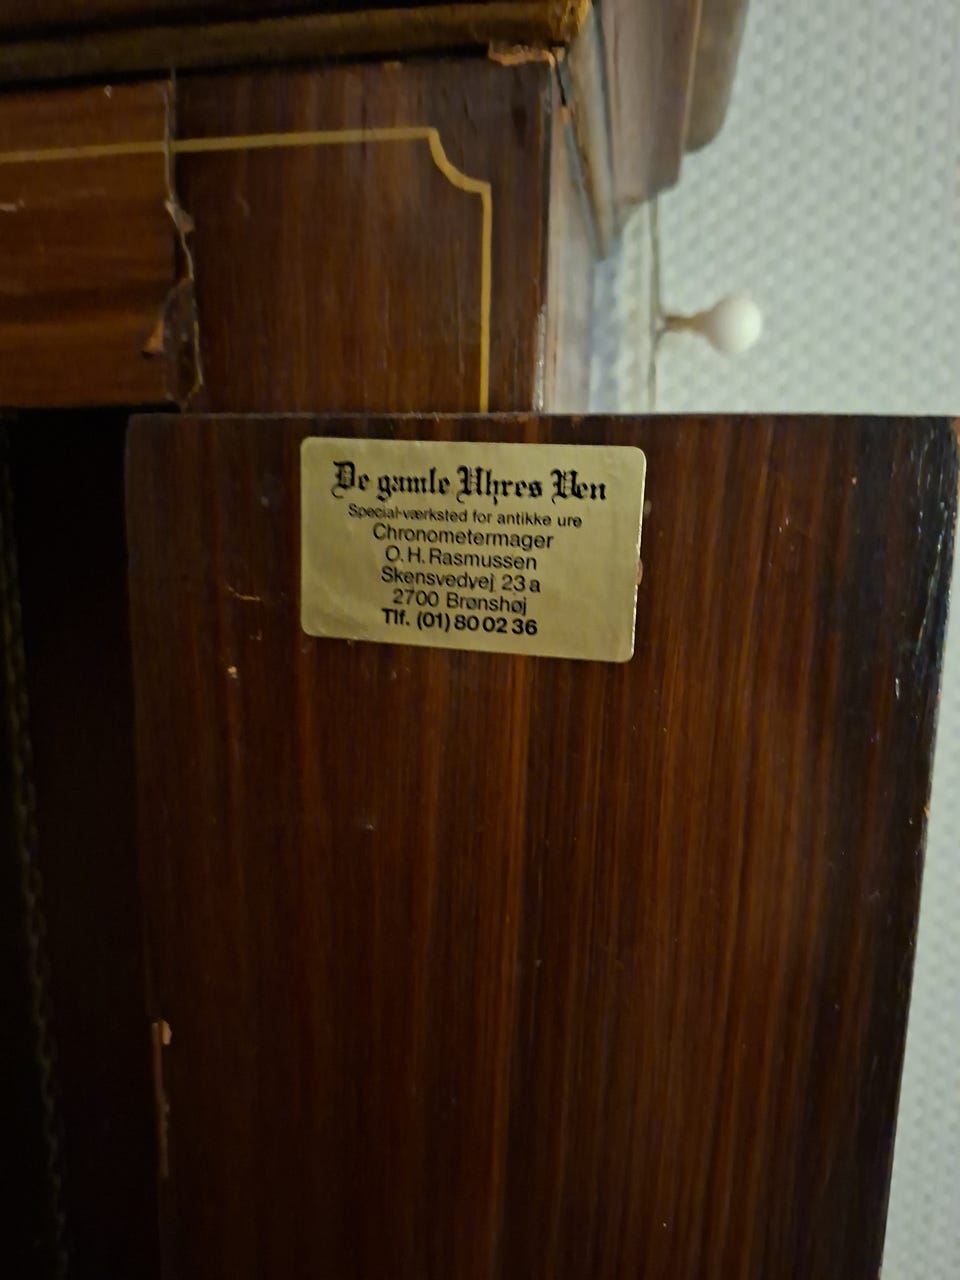 De gamle Uhres Ven
Special-værksted for antikke ure
Chronometermager
O.H. Rasmussen
Skensvedvej 23 a
2700 Brønshøj
Tlf. (01) 80 02 36